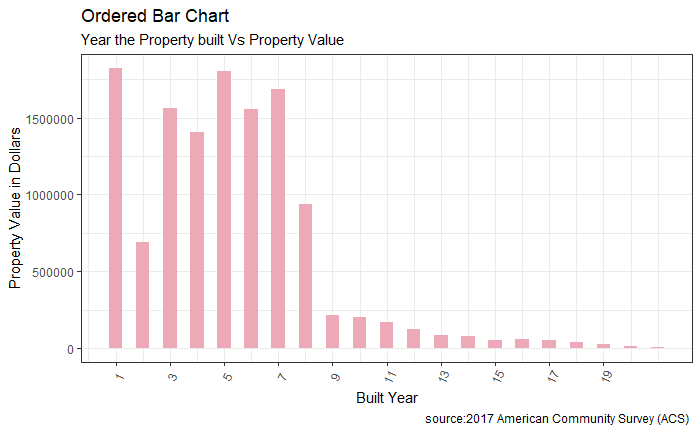 Ordered Bar Chart
Year the Property built Vs Property Value
Property Value in Dollars
1500000
1000000
500000
0
1 3 5 7 9 11 13 15 17 19
Built Year
source:2017 American Community Survey (ACS)